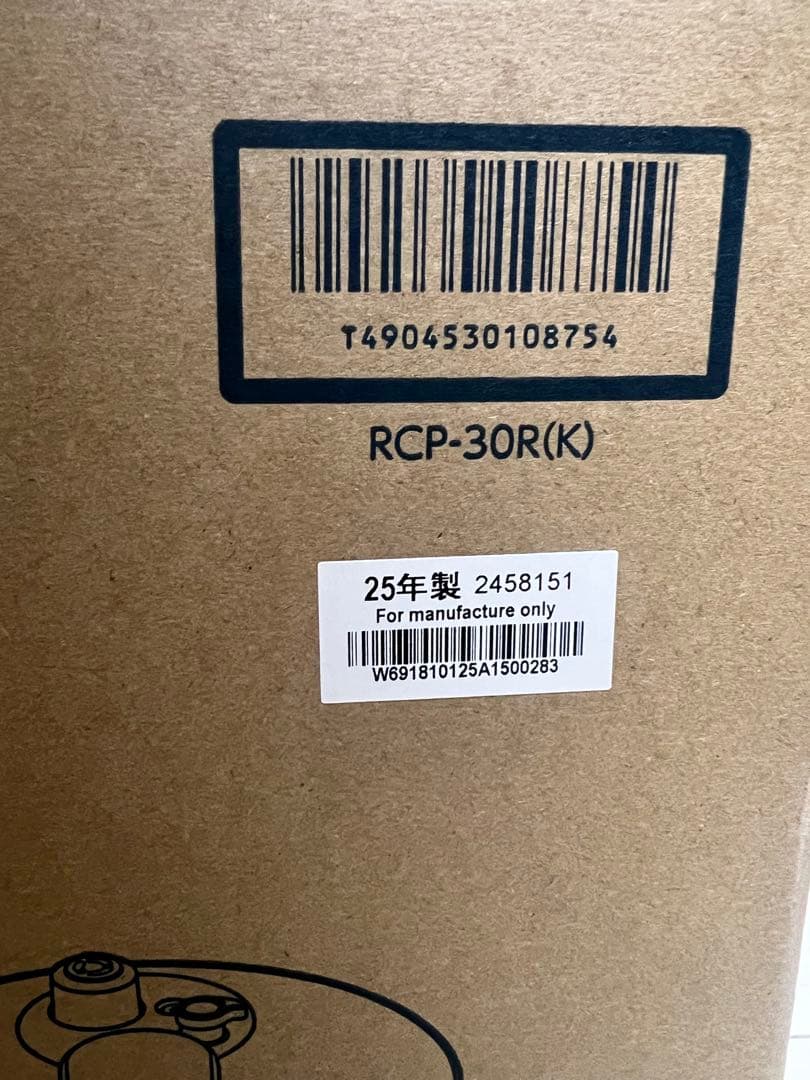 T4904530108754
RCP-30R(K)
25年製 2458151
For manufacture only
W691810125A1500283